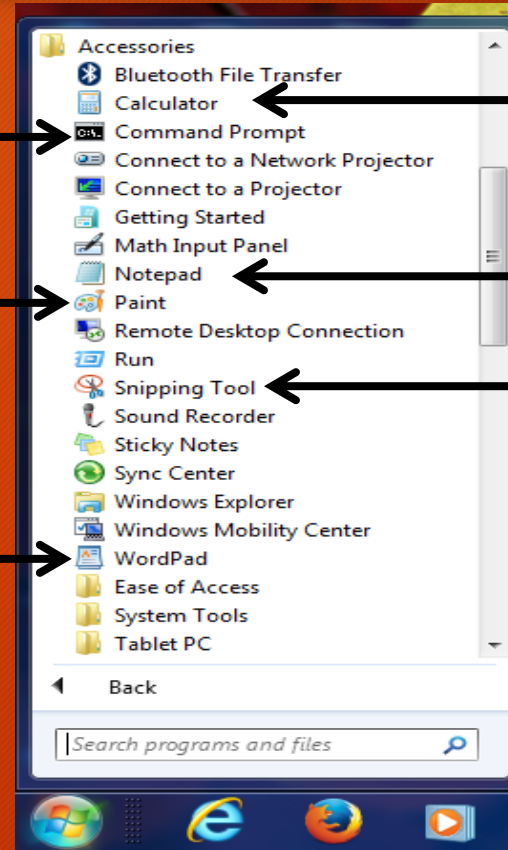 Accessories
Bluetooth File Transfer
Calculator
Command Prompt
Connect to a Network Projector
Connect to a Projector
Getting Started
Math Input Panel
Notepad
Paint
Remote Desktop Connection
Run
Snipping Tool
Sound Recorder
Sticky Notes
Sync Center
Windows Explorer
Windows Mobility Center
WordPad
Ease of Access
System Tools
Tablet PC
Back
Search programs and files